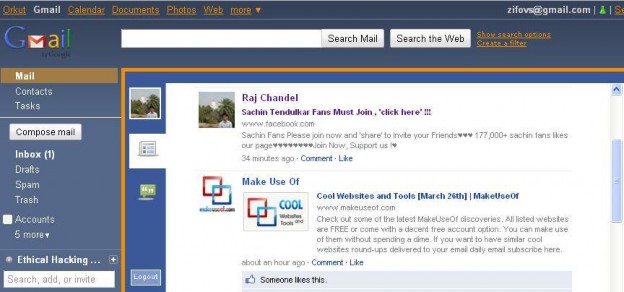 Orkut Gmail Calendar Documents Photos Web more ▾
zifovs@gmail.com | | Se
Gmail
by Google
Search Mail Search the Web
Show search options
Create a filter
Mail
Contacts
Tasks
Compose mail
Inbox (1)
Drafts
Spam
Trash
Accounts
5 more▾
Ethical Hacking ...
Search, add, or invite
Logout
Raj Chandel
Sachin Tendulkar Fans Must Join , 'click here' !!!
www.facebook.com
Sachin Fans Please join now and 'share' to Invite your Friends♥♥♥ 177,000+ sachin fans likes
our page♥♥♥♥♥♥♥Join Now, Support us !♥
34 minutes ago · Comment · Like
Make Use Of
makeuseof.com
COOL
Websites
and Tools
Cool Websites and Tools [March 26th] | MakeUseOf
www.makeuseof.com
Check out some of the latest MakeUseOf discoveries. All listed websites
are FREE or come with a decent free account option. You can make use
of them without spending a dime. If you want to have similar cool
websites round-ups delivered to your email daily email subscribe here..
about an hour ago · Comment · Like
Someone likes this.